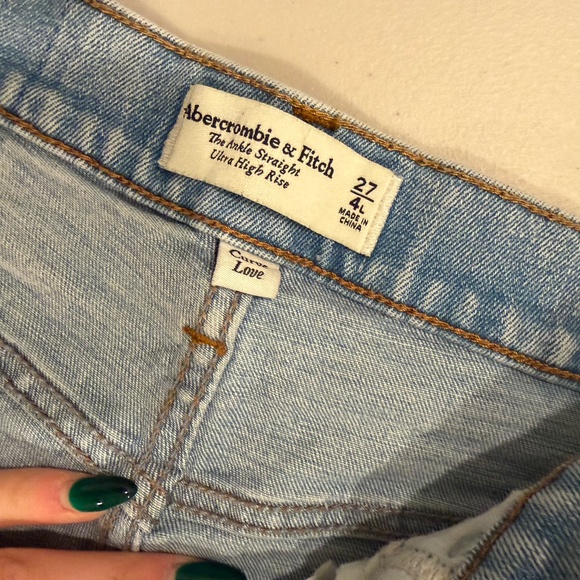 Abercrombie & Fitch
The Ankle Straight
Ultra High Rise
27
4L
MADE IN
CHINA
Curve
Love